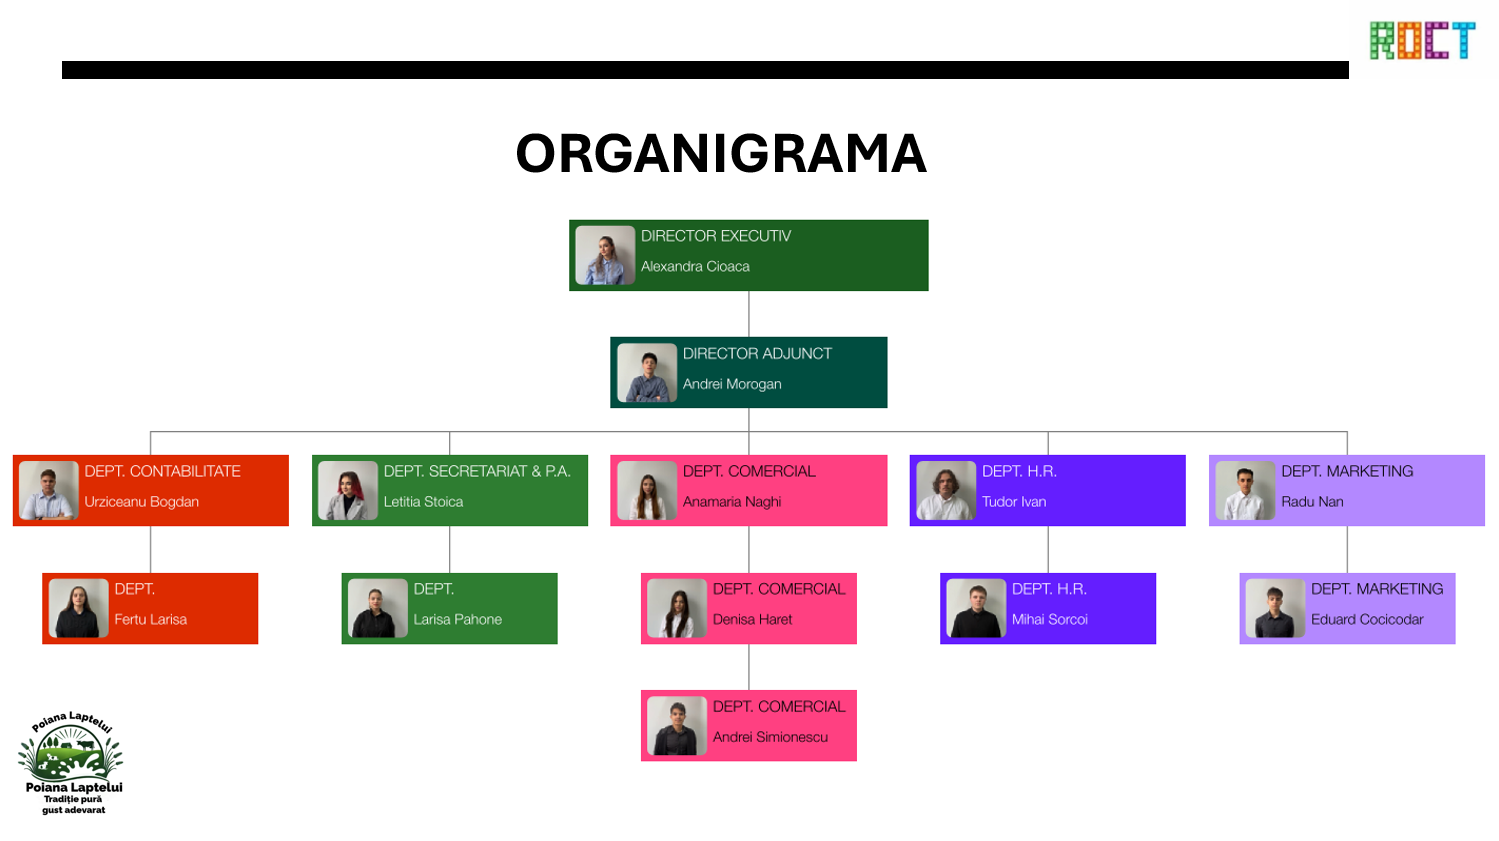 ROCT
ORGANIGRAMA
DIRECTOR EXECUTIV
Alexandra Cioaca
DIRECTOR ADJUNCT
Andrei Morogan
DEPT. CONTABILITATE
Urziceanu Bogdan
DEPT. SECRETARIAT & P.A.
Letitia Stoica
DEPT. COMERCIAL
Anamaria Naghi
DEPT. H.R.
Tudor Ivan
DEPT. MARKETING
Radu Nan
DEPT.
Fertu Larisa
DEPT.
Larisa Pahone
DEPT. COMERCIAL
Denisa Haret
DEPT. H.R.
Mihai Sorcoi
DEPT. MARKETING
Eduard Cocicodar
DEPT. COMERCIAL
Andrei Simionescu
Poiana Laptelui
Poiana Laptelui
Tradiție pură
gust adevarat